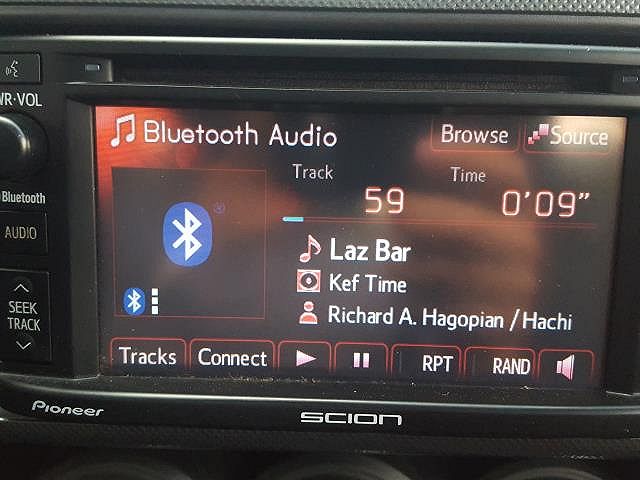 WR·VOL
Bluetooth
AUDIO
SEEK
TRACK
Bluetooth Audio
Browse
Source
Track
Time
59
0'09"
Laz Bar
Kef Time
Richard A. Hagopian / Hachi
Tracks
Connect
RPT
RAND
Pioneer
SCION